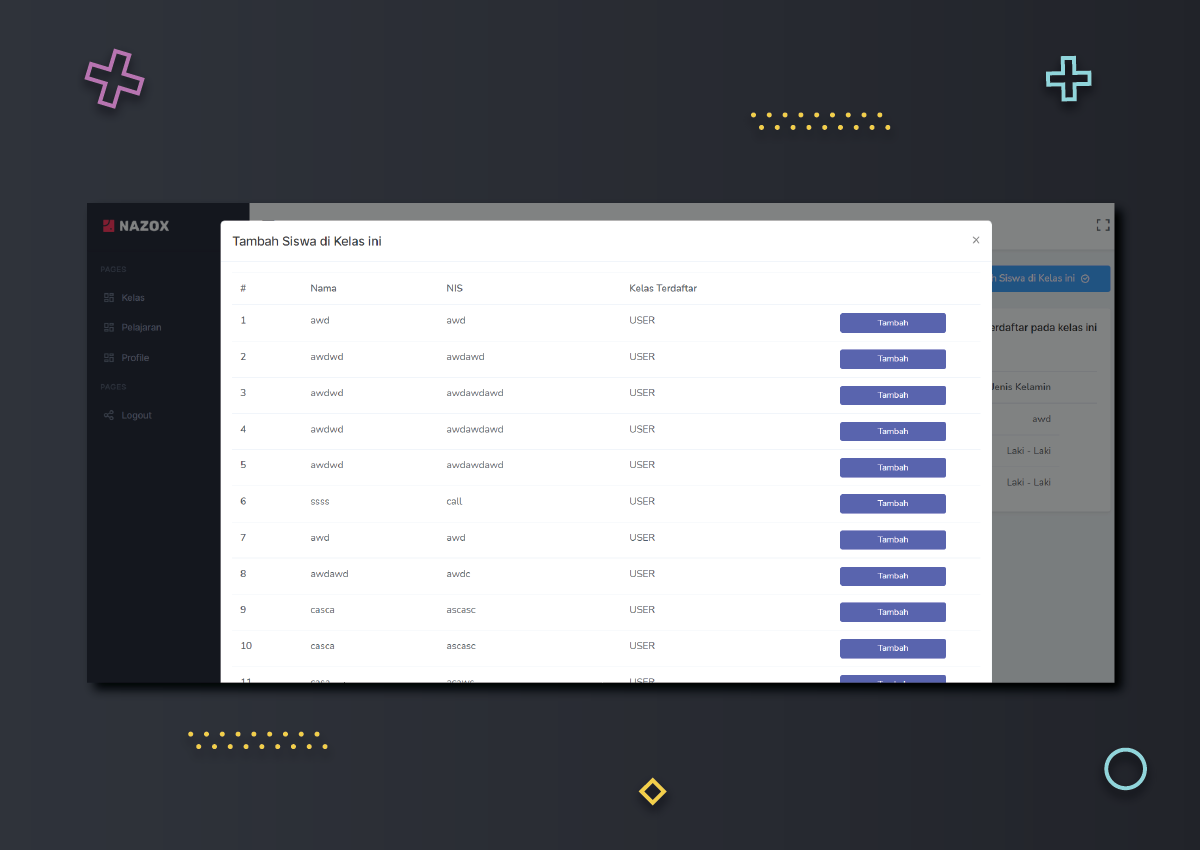 NAZOX
PAGES
Kelas
Pelajaran
Profile
PAGES
Logout
Tambah Siswa di Kelas ini
×
# Nama NIS Kelas Terdaftar
1 awd awd USER Tambah
2 awdwd awdawd USER Tambah
3 awdwd awdawdawd USER Tambah
4 awdwd awdawdawd USER Tambah
5 awdwd awdawdawd USER Tambah
6 ssss call USER Tambah
7 awd awd USER Tambah
8 awdawd awdc USER Tambah
9 casca ascasc USER Tambah
10 casca ascasc USER Tambah
11 USER Tambah
h Siswa di Kelas ini
erdaftar pada kelas ini
Jenis Kelamin
awd
Laki - Laki
Laki - Laki